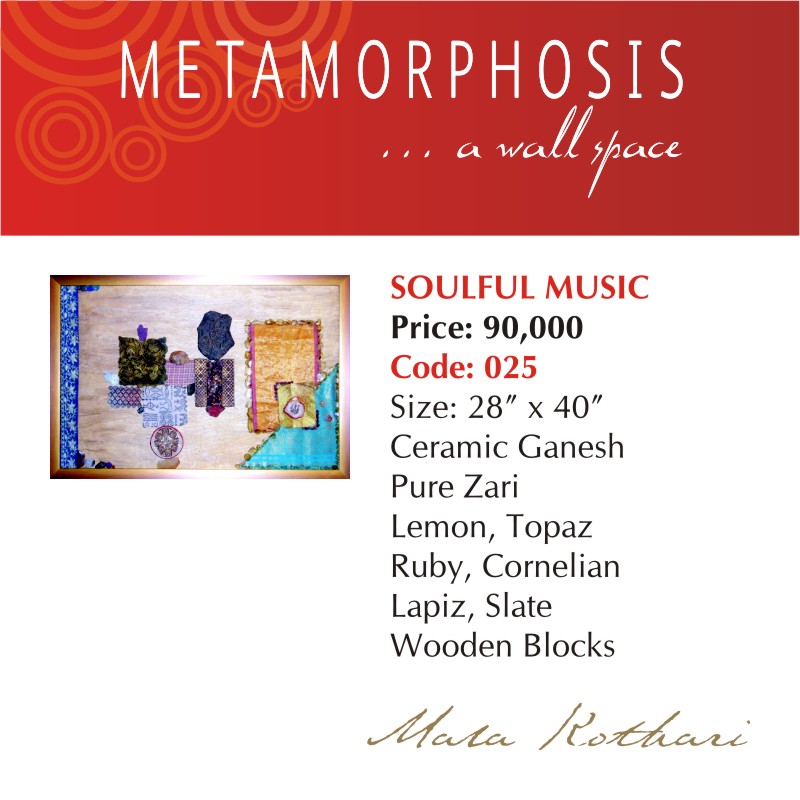 METAMORPHOSIS
... a wall space
SOULFUL MUSIC
Price: 90,000
Code: 025
Size: 28” x 40”
Ceramic Ganesh
Pure Zari
Lemon, Topaz
Ruby, Cornelian
Lapiz, Slate
Wooden Blocks
Mala Kothari